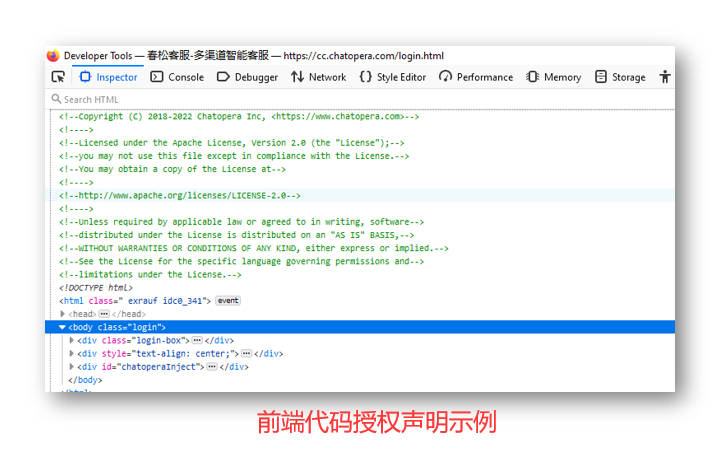 Developer Tools — 春松客服-多渠道智能客服 — https://cc.chatopera.com/login.html
Inspector Console Debugger Network {} Style Editor Performance Memory Storage
Search HTML
<!--Copyright (C) 2018-2022 Chatopera Inc, <https://www.chatopera.com>-->
<!---->
<!--Licensed under the Apache License, Version 2.0 (the "License");-->
<!--you may not use this file except in compliance with the License.-->
<!--You may obtain a copy of the License at-->
<!---->
<!--http://www.apache.org/licenses/LICENSE-2.0-->
<!---->
<!--Unless required by applicable law or agreed to in writing, software-->
<!--distributed under the License is distributed on an "AS IS" BASIS,-->
<!--WITHOUT WARRANTIES OR CONDITIONS OF ANY KIND, either express or implied.-->
<!--See the License for the specific language governing permissions and-->
<!--limitations under the License.-->
<!DOCTYPE html>
<html class=" exrauf idc0_341"> event
<head>...</head>
<body class="login">
<div class="login-box">...</div>
<div style="text-align: center;">...</div>
<div id="chatoperaInject">...</div>
</body>
</html>
前端代码授权声明示例